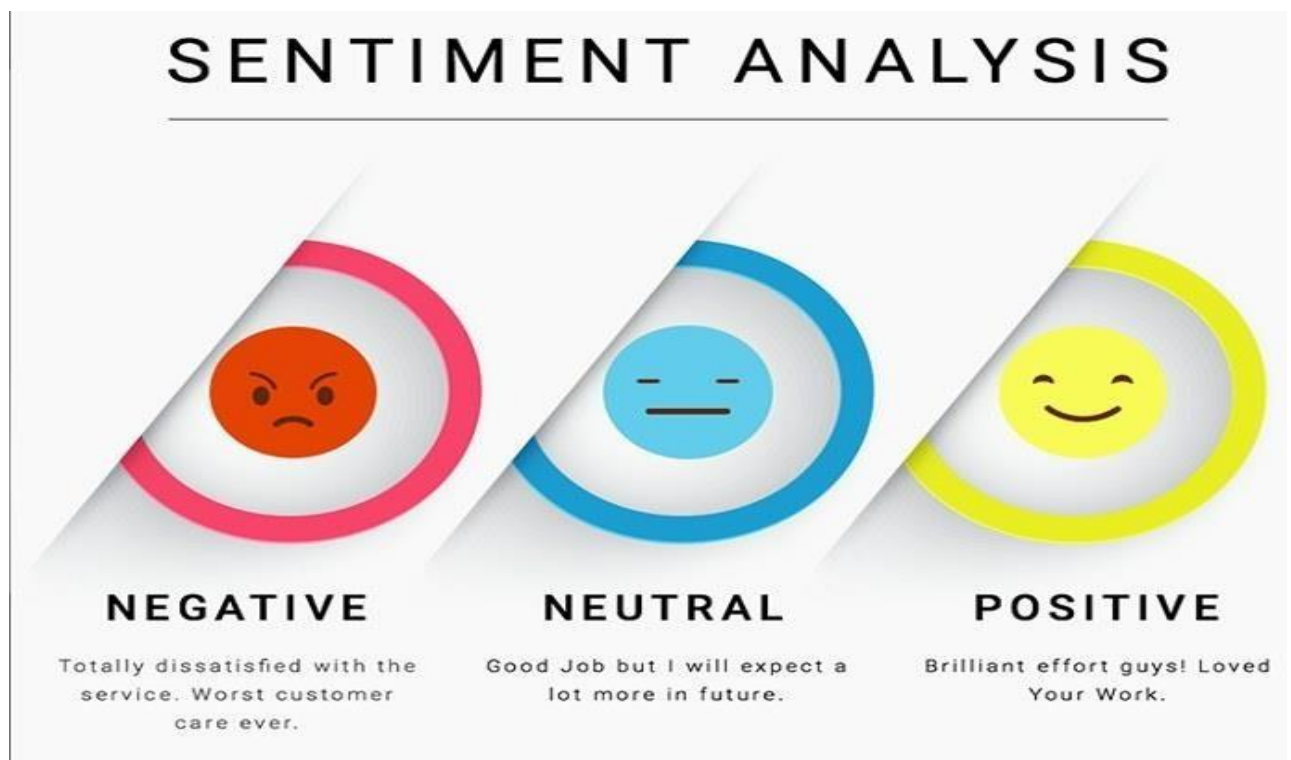 SENTIMENT ANALYSIS
NEGATIVE
Totally dissatisfied with the
service. Worst customer
care ever.
NEUTRAL
Good Job but I will expect a
lot more in future.
POSITIVE
Brilliant effort guys! Loved
Your Work.